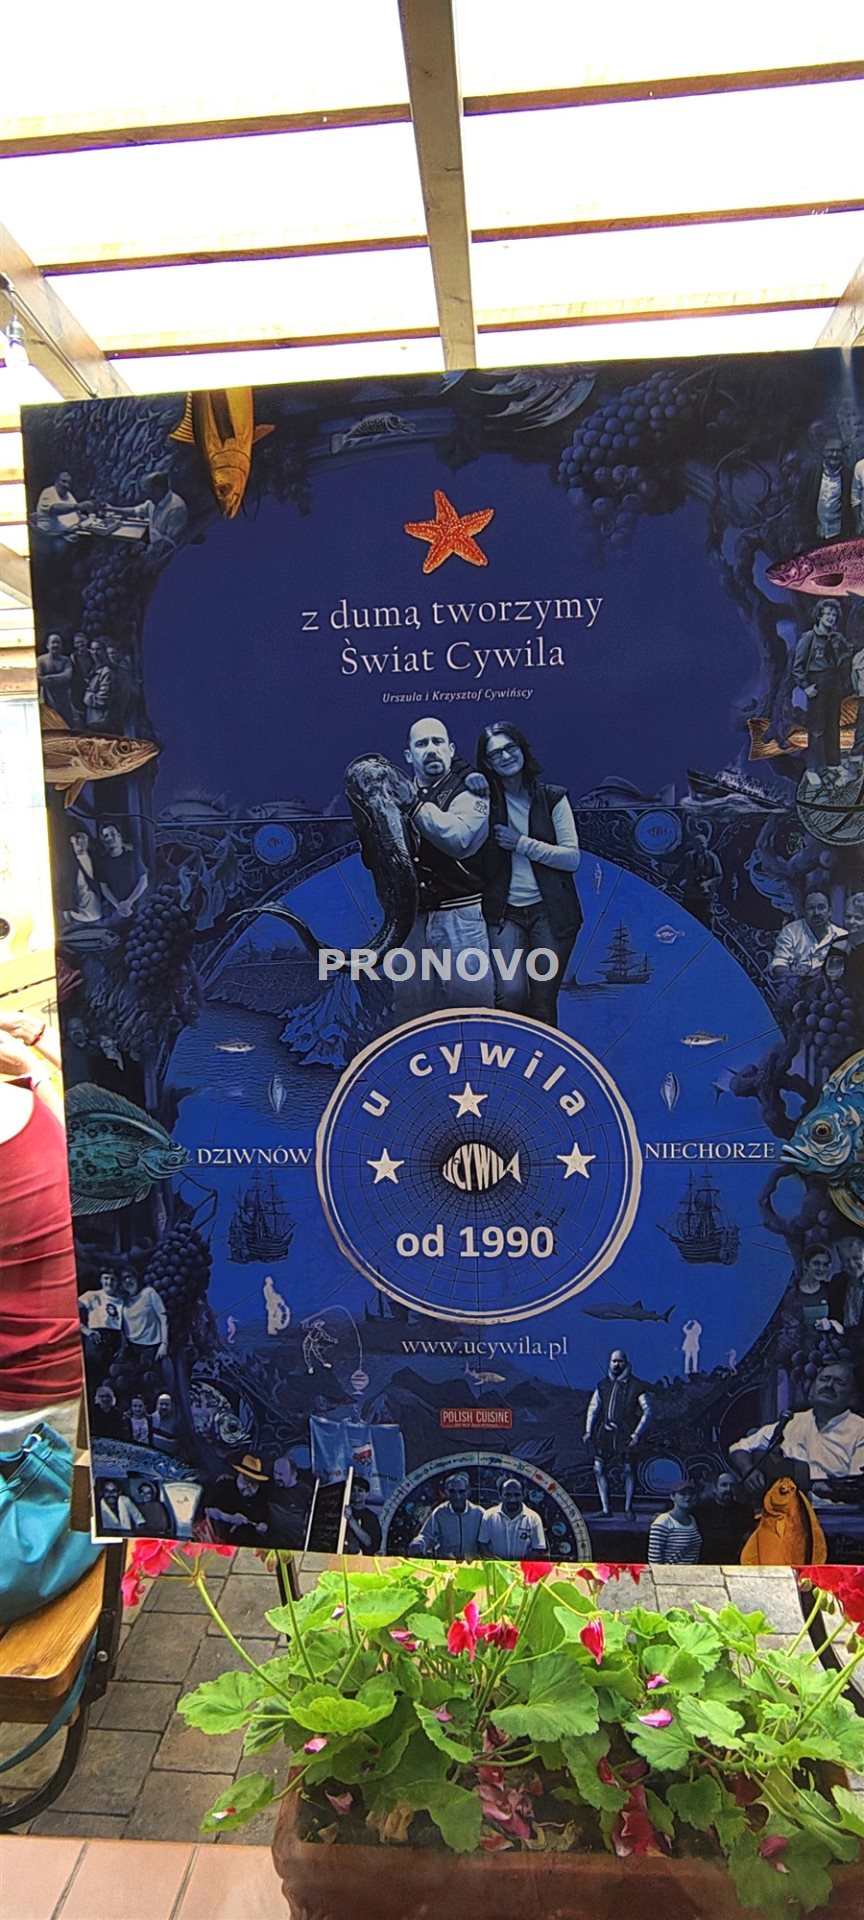 z dumą tworzymy
Świat Cywila
Urszula i Krzysztof Cywińscy
PRONOVO
u cywila
DZIWNÓW
UCYWILA
NIECHORZE
od 1990
www.ucywila.pl
POLISH CUISINE